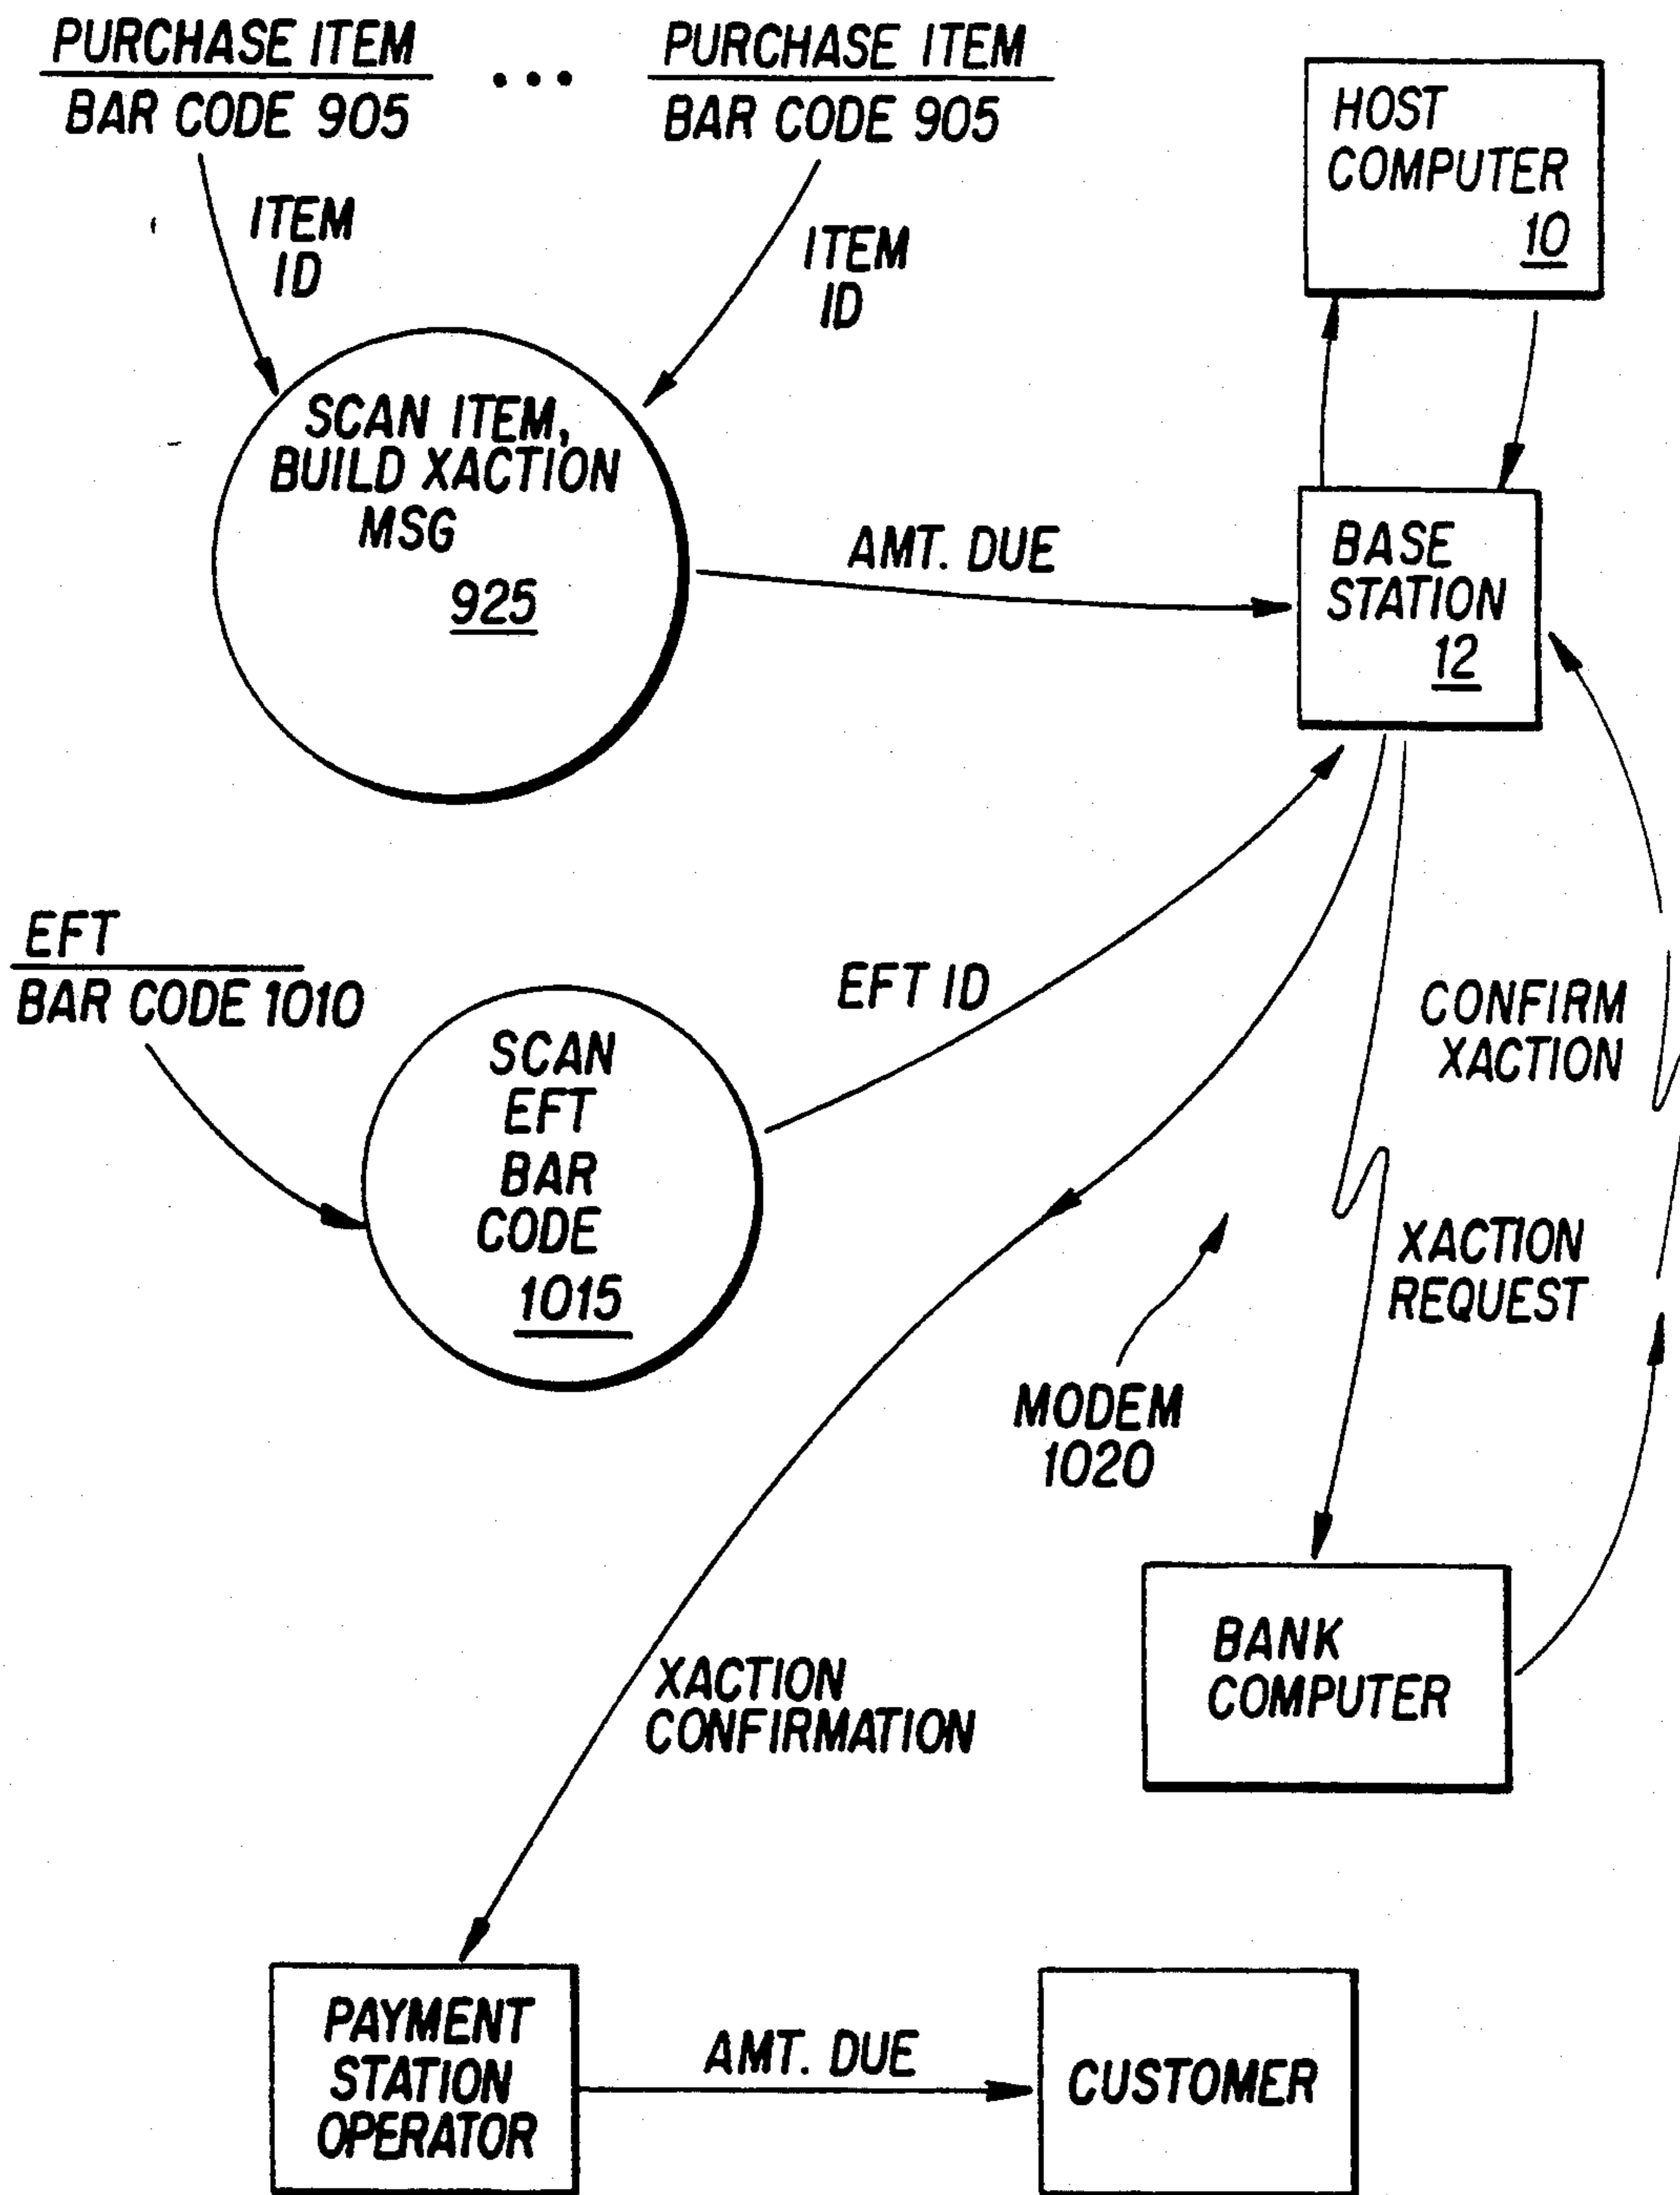 PURCHASE ITEM
BAR CODE 905
...
PURCHASE ITEM
BAR CODE 905
HOST
COMPUTER
10
ITEM
ID
ITEM
ID
SCAN ITEM,
BUILD XACTION
MSG
925
AMT. DUE
BASE
STATION
12
EFT
BAR CODE 1010
SCAN
EFT
BAR
CODE
1015
EFT ID
CONFIRM
XACTION
XACTION
REQUEST
MODEM
1020
BANK
COMPUTER
XACTION
CONFIRMATION
PAYMENT
STATION
OPERATOR
AMT. DUE
CUSTOMER